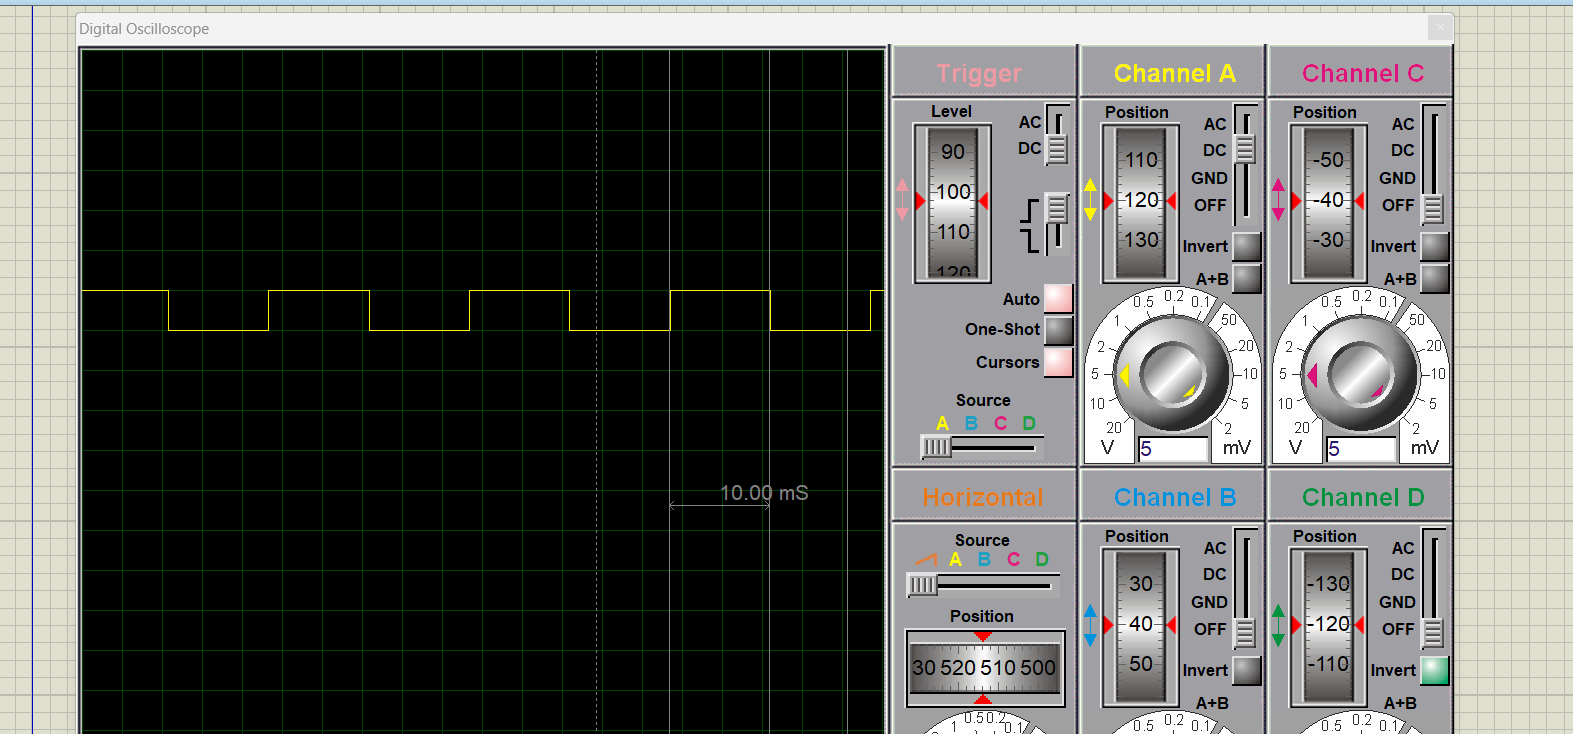 Digital Oscilloscope
10.00 mS
Trigger
Level
90
100
110
120
AC
DC
Auto
One-Shot
Cursors
Source
A B C D
Horizontal
Source
A B C D
Position
30 520 510 500
1 0.5 0.2 0.1
Channel A
Position
110
120
130
AC
DC
GND
OFF
Invert
A+B
0.5 0.2 0.1
1 50
2 20
5 10
10 5
20 2
V 5 mV
Channel B
Position
30
40
50
AC
DC
GND
OFF
Invert
A+B
0.5 0.2 0.1
Channel C
Position
-50
-40
-30
AC
DC
GND
OFF
Invert
A+B
0.5 0.2 0.1
1 50
2 20
5 10
10 5
20 2
V 5 mV
Channel D
Position
-130
-120
-110
AC
DC
GND
OFF
Invert
A+B
0.5 0.2 0.1